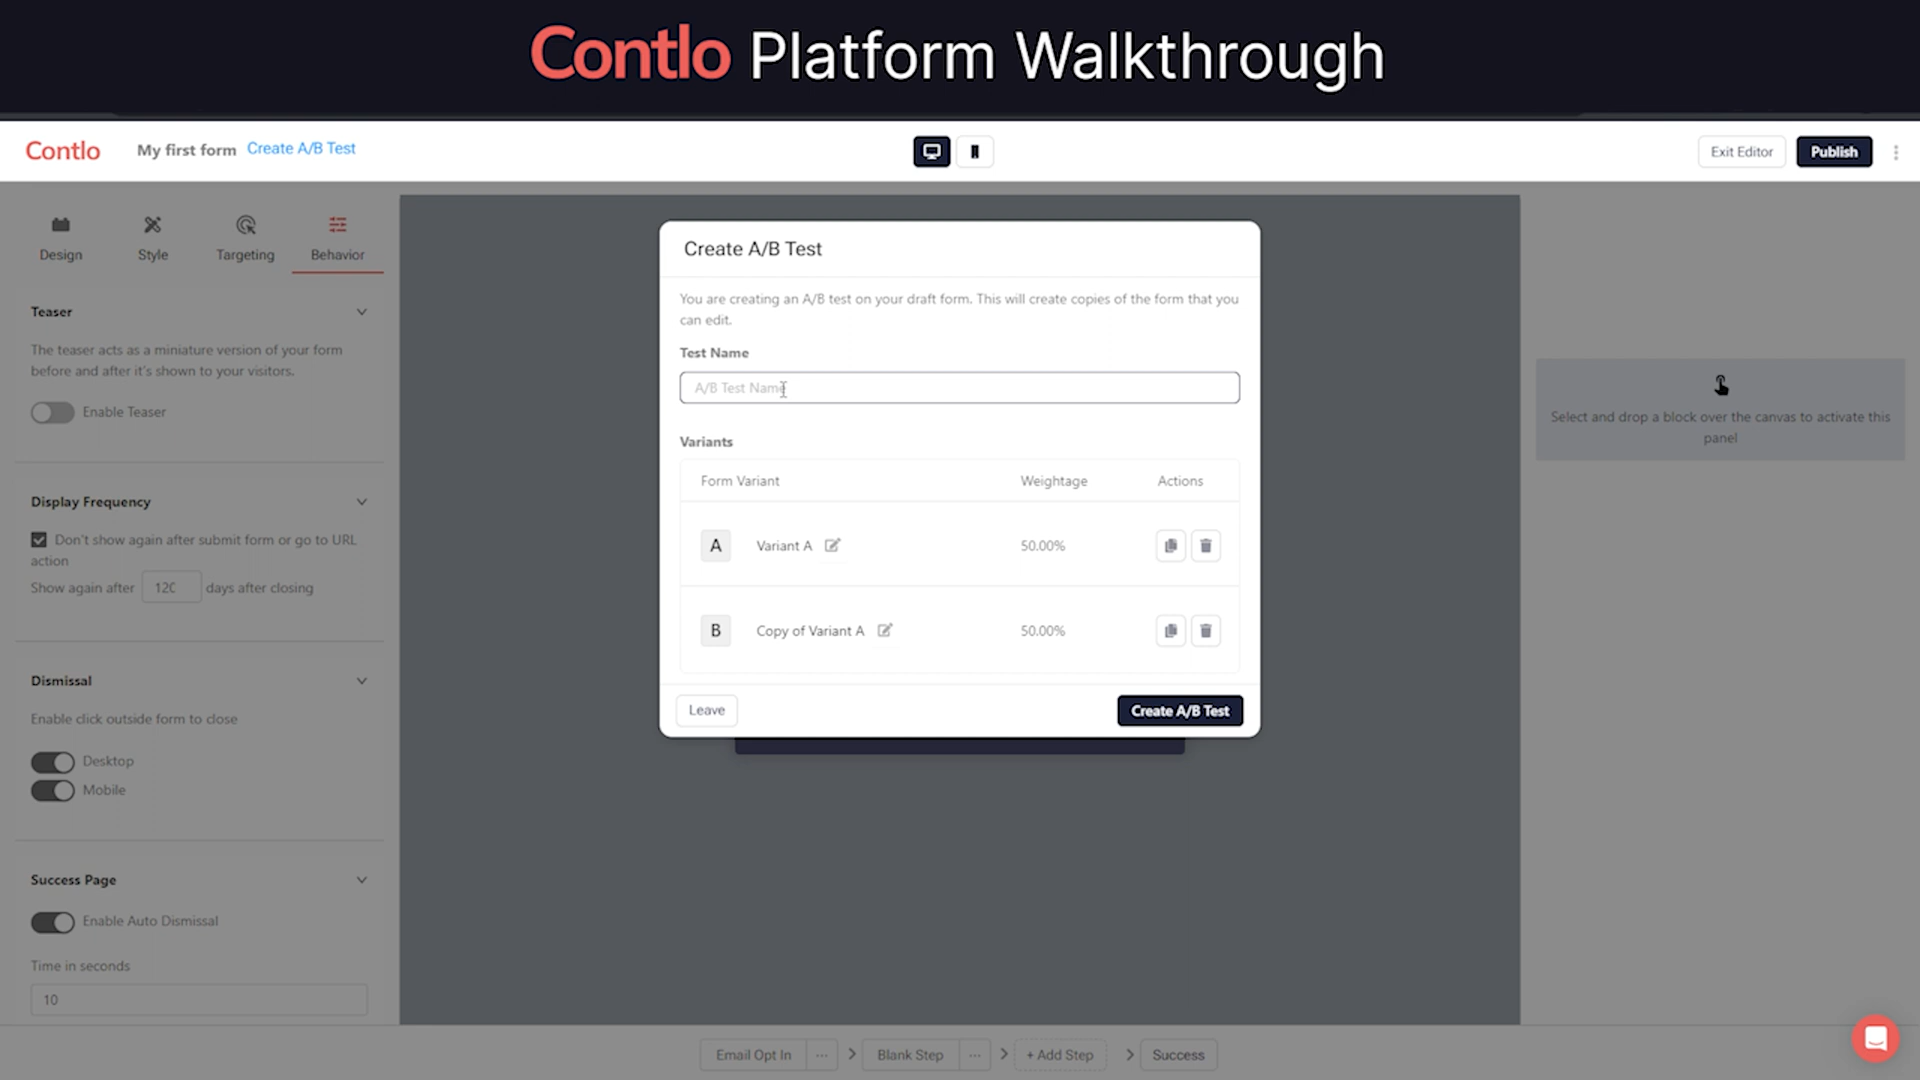 Contlo Platform Walkthrough
Contlo
My first form
Create A/B Test
Exit Editor
Publish
Design
Style
Targeting
Behavior
Teaser
The teaser acts as a miniature version of your form
before and after it's shown to your visitors.
Enable Teaser
Display Frequency
Don't show again after submit form or go to URL
action
Show again after 120 days after closing
Dismissal
Enable click outside form to close
Desktop
Mobile
Success Page
Enable Auto Dismissal
Time in seconds
10
Create A/B Test
You are creating an A/B test on your draft form. This will create copies of the form that you
can edit.
Test Name
A/B Test Name
Variants
Form Variant Weightage Actions
A Variant A 50.00%
B Copy of Variant A 50.00%
Leave
Create A/B Test
Select and drop a block over the canvas to activate this
panel
Email Opt In ... > Blank Step ... > + Add Step > Success